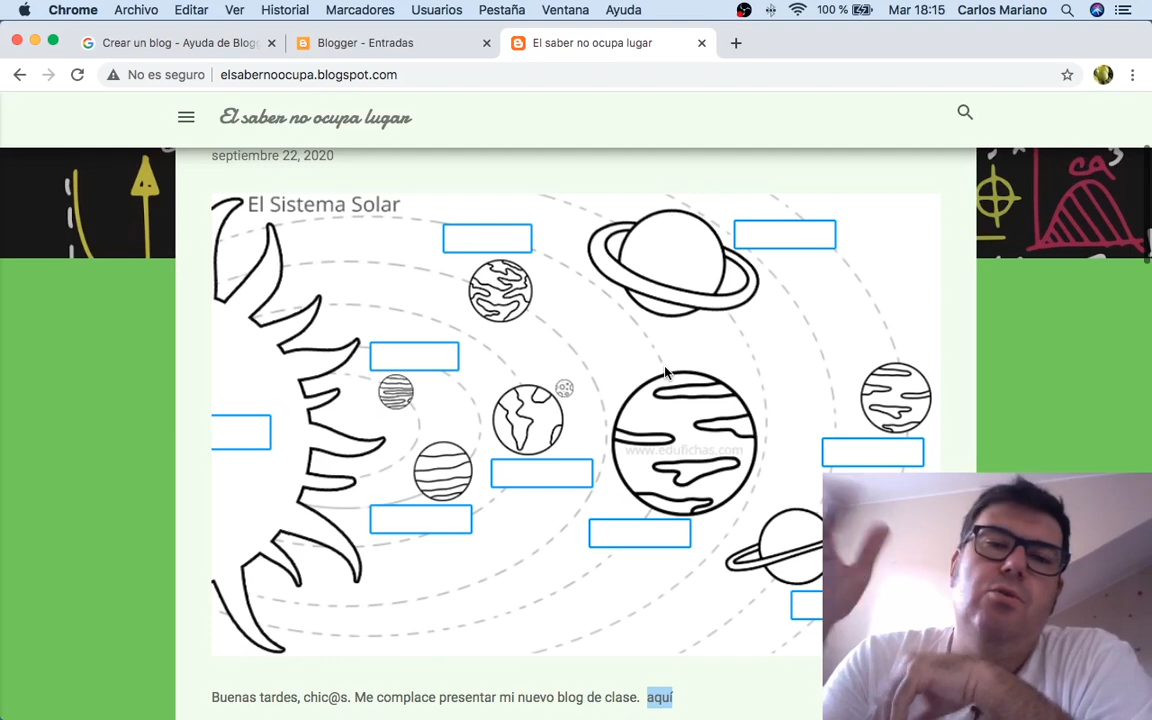 Chrome Archivo Editar Ver Historial Marcadores Usuarios Pestaña Ventana Ayuda 100 % Mar 18:15 Carlos Mariano
Crear un blog - Ayuda de Blog Blogger - Entradas El saber no ocupa lugar
No es seguro elsabernoocupa.blogspot.com
El saber no ocupa lugar
septiembre 22, 2020
El Sistema Solar
www.edufichas.com
Buenas tardes, chic@s. Me complace presentar mi nuevo blog de clase. aquí